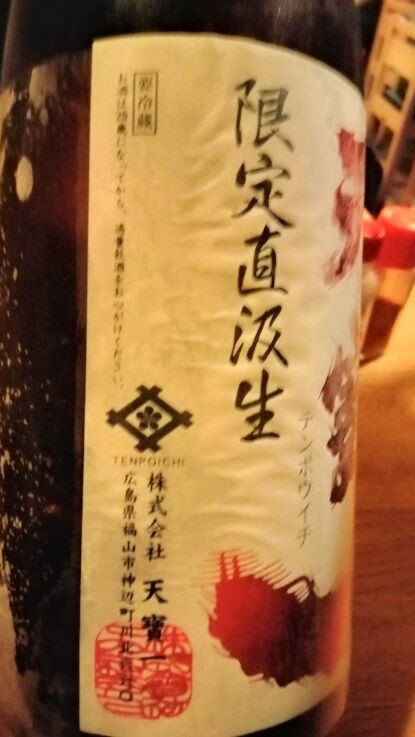 限定直汲生
テンポウイチ
要冷蔵
お酒は20歳になってから。適量飲酒をお心がけください。
TENPOICHI
株式会社 天寳一
広島県福山市神辺町川北